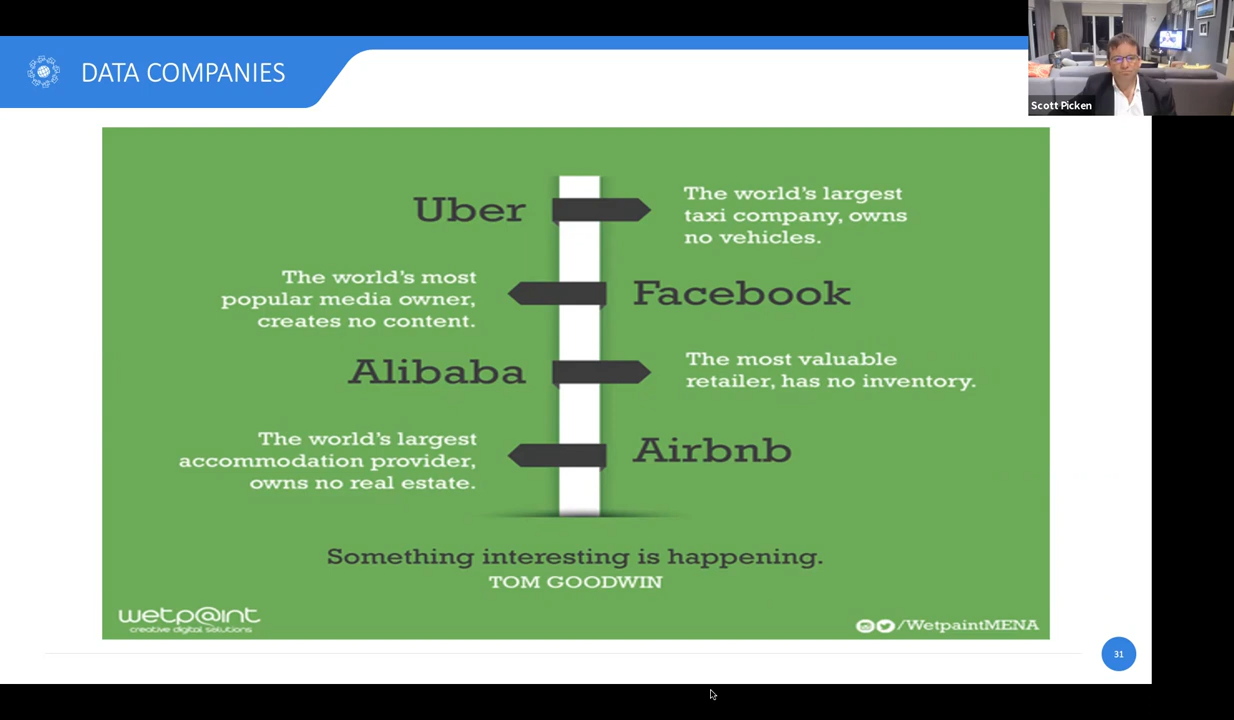 DATA COMPANIES
Scott Picken
Uber
The world's largest
taxi company, owns
no vehicles.
The world's most
popular media owner,
creates no content.
Facebook
Alibaba
The most valuable
retailer, has no inventory.
The world's largest
accommodation provider,
owns no real estate.
Airbnb
Something interesting is happening.
TOM GOODWIN
wetp@int
creative digital solutions
/WetpaintMENA
31